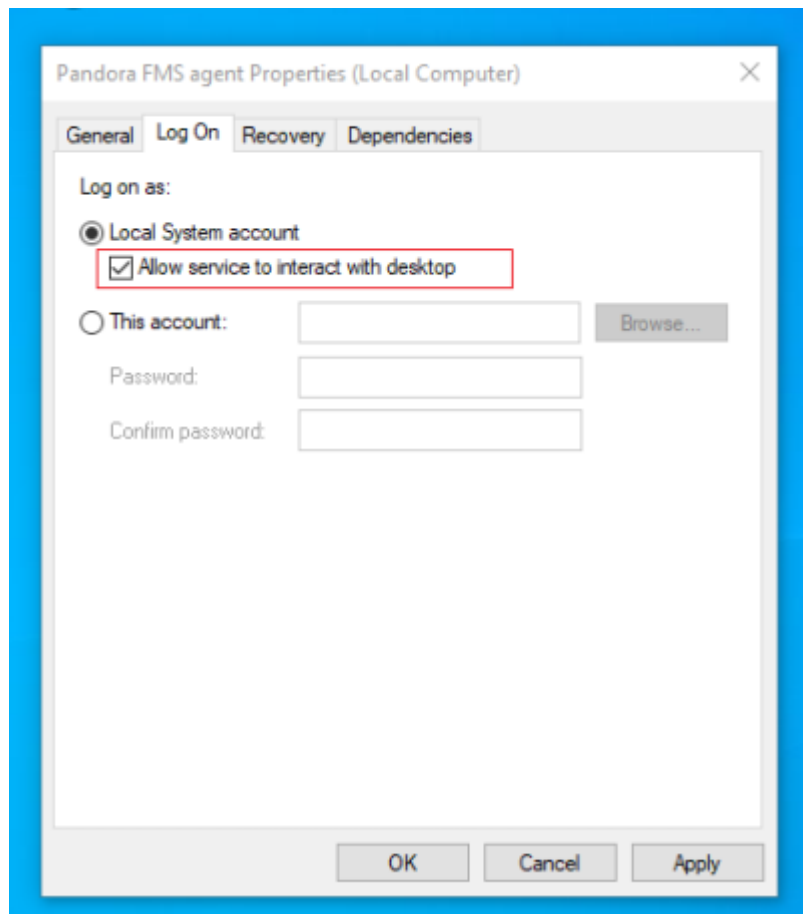 Pandora FMS agent Properties (Local Computer)
General Log On Recovery Dependencies
Log on as:
Local System account
Allow service to interact with desktop
This account:
Browse...
Password:
Confirm password:
OK Cancel Apply